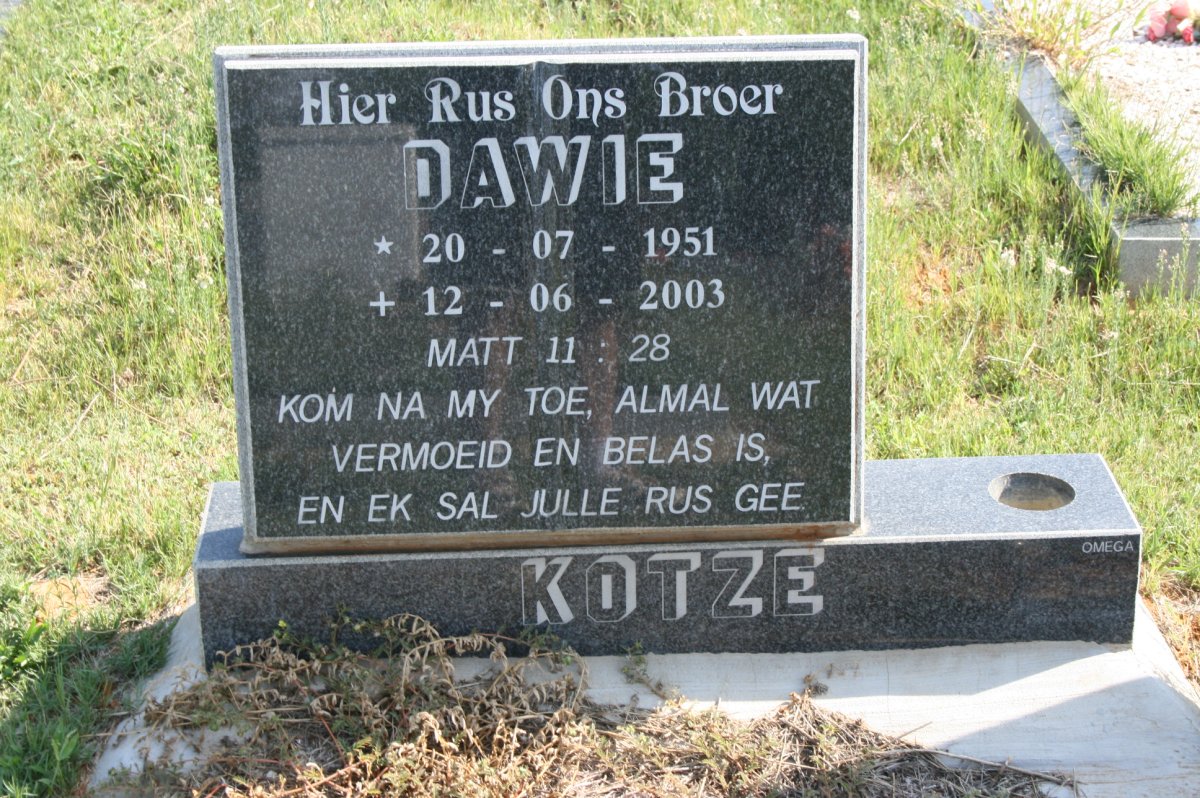 Hier Rus Ons Broer
DAWIE
* 20 - 07 - 1951
+ 12 - 06 - 2003
MATT 11 : 28
KOM NA MY TOE, ALMAL WAT
VERMOEID EN BELAS IS,
EN EK SAL JULLE RUS GEE.
KOTZE
OMEGA